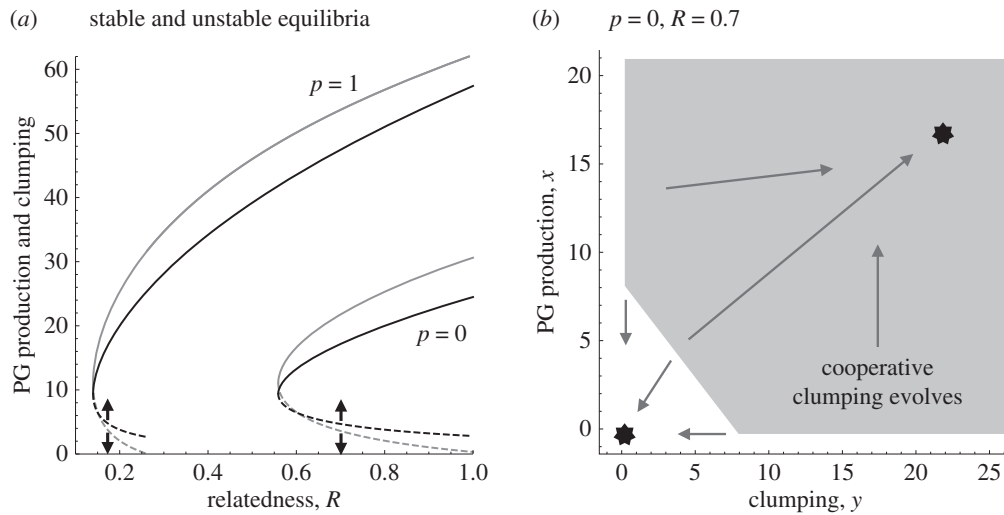 (a) stable and unstable equilibria
PG production and clumping
60
50
40
30
20
10
0
p = 1
p = 0
0.2 0.4 0.6 0.8 1.0
relatedness, R
(b) p = 0, R = 0.7
PG production, x
20
15
10
5
0
cooperative
clumping evolves
0 5 10 15 20 25
clumping, y